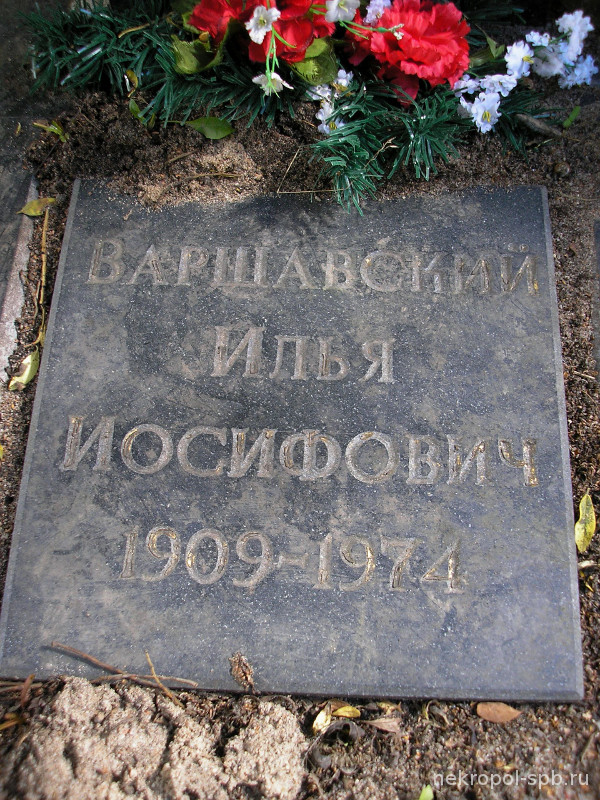 Варшавский
Илья
Иосифович
1909-1974
nekropol-spb.ru